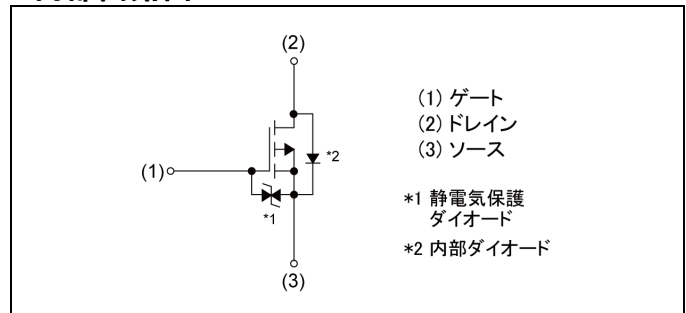 (2)
(1)
*2
*1
(3)
(1) ゲート
(2) ドレイン
(3) ソース
*1 静電気保護
ダイオード
*2 内部ダイオード